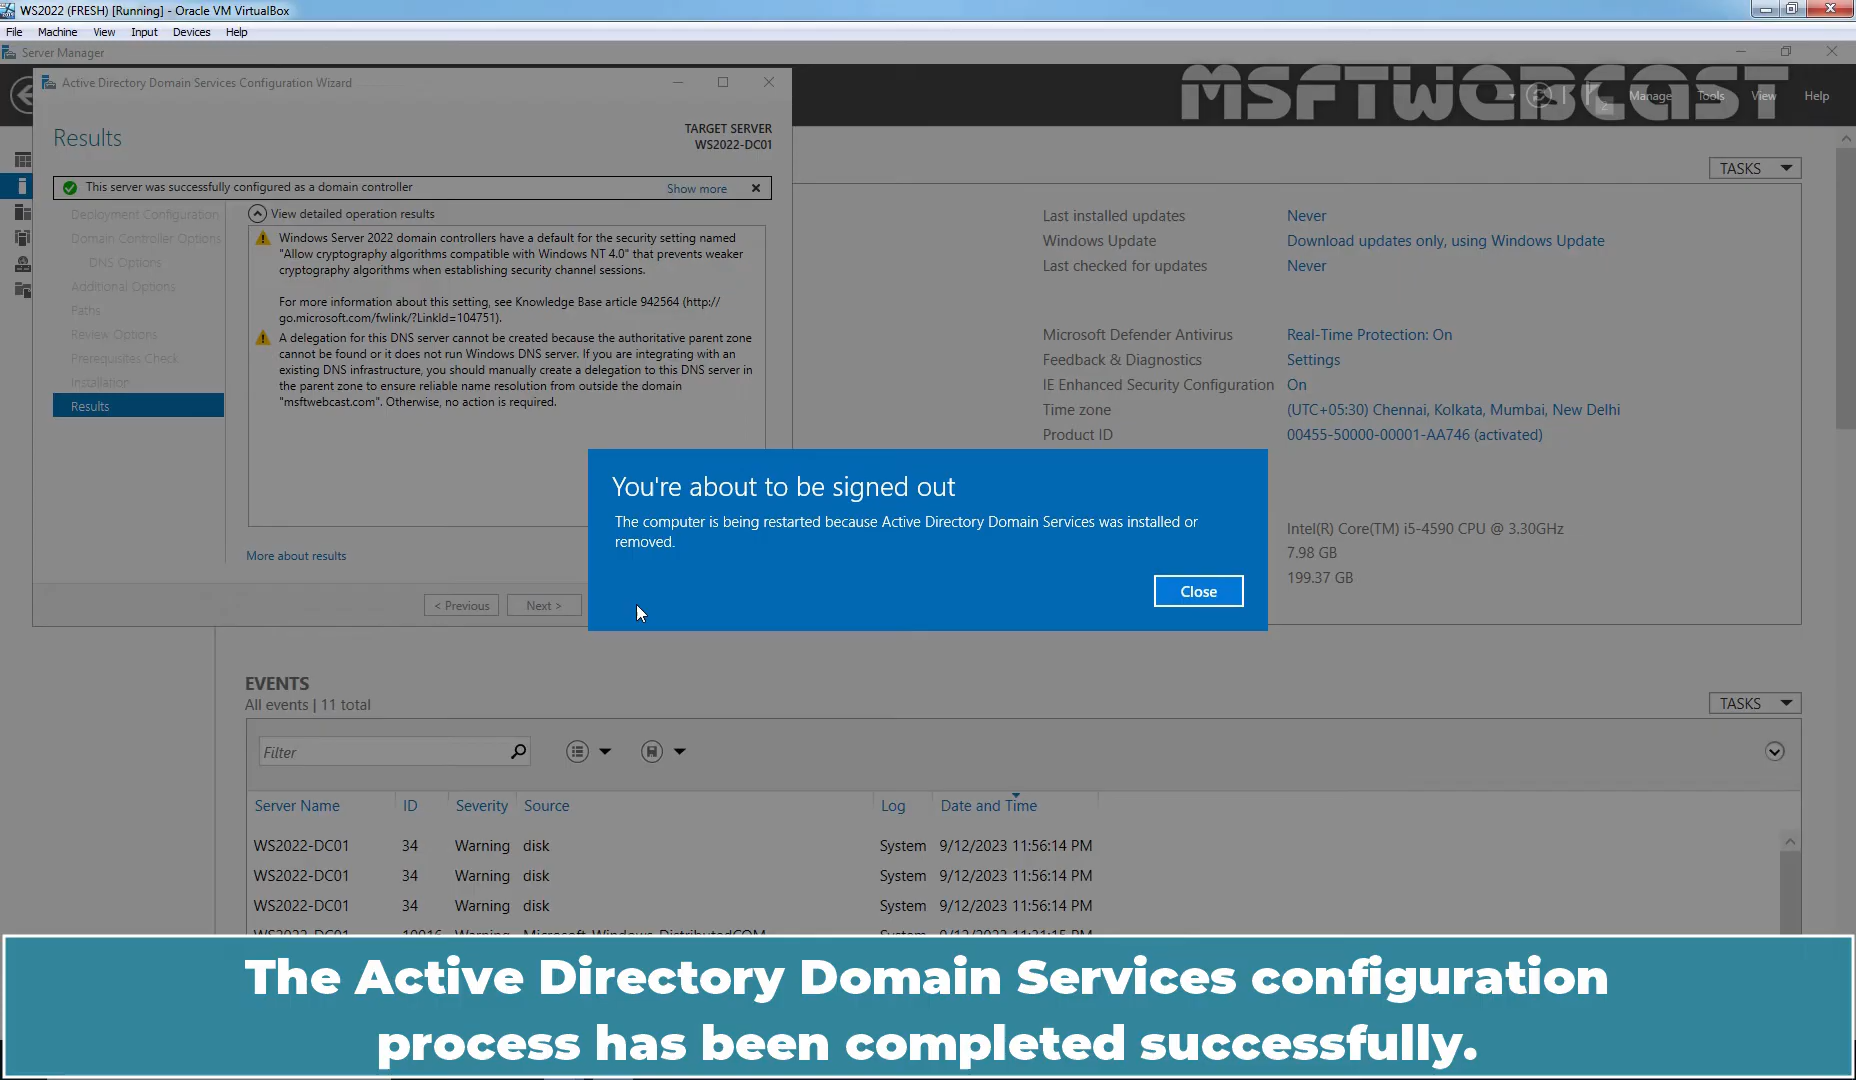 WS2022 (FRESH) [Running] - Oracle VM VirtualBox
File Machine View Input Devices Help
Server Manager
Active Directory Domain Services Configuration Wizard
MSFTWEBCAST
Manage Tools View Help
Results
TARGET SERVER
WS2022-DC01
TASKS
This server was successfully configured as a domain controller
Show more
Deployment Configuration
Domain Controller Options
DNS Options
Additional Options
Paths
Review Options
Prerequisites Check
Installation
Results
View detailed operation results
Windows Server 2022 domain controllers have a default for the security setting named
"Allow cryptography algorithms compatible with Windows NT 4.0" that prevents weaker
cryptography algorithms when establishing security channel sessions.
For more information about this setting, see Knowledge Base article 942564 (http://
go.microsoft.com/fwlink/?LinkId=104751).
A delegation for this DNS server cannot be created because the authoritative parent zone
cannot be found or it does not run Windows DNS server. If you are integrating with an
existing DNS infrastructure, you should manually create a delegation to this DNS server in
the parent zone to ensure reliable name resolution from outside the domain
"msftwebcast.com". Otherwise, no action is required.
More about results
< Previous Next >
Last installed updates Never
Windows Update Download updates only, using Windows Update
Last checked for updates Never
Microsoft Defender Antivirus Real-Time Protection: On
Feedback & Diagnostics Settings
IE Enhanced Security Configuration On
Time zone (UTC+05:30) Chennai, Kolkata, Mumbai, New Delhi
Product ID 00455-50000-00001-AA746 (activated)
Intel(R) Core(TM) i5-4590 CPU @ 3.30GHz
7.98 GB
199.37 GB
You're about to be signed out
The computer is being restarted because Active Directory Domain Services was installed or
removed.
Close
EVENTS
All events | 11 total
TASKS
Filter
Server Name ID Severity Source Log Date and Time
WS2022-DC01 34 Warning disk System 9/12/2023 11:56:14 PM
WS2022-DC01 34 Warning disk System 9/12/2023 11:56:14 PM
WS2022-DC01 34 Warning disk System 9/12/2023 11:56:14 PM
The Active Directory Domain Services configuration
process has been completed successfully.